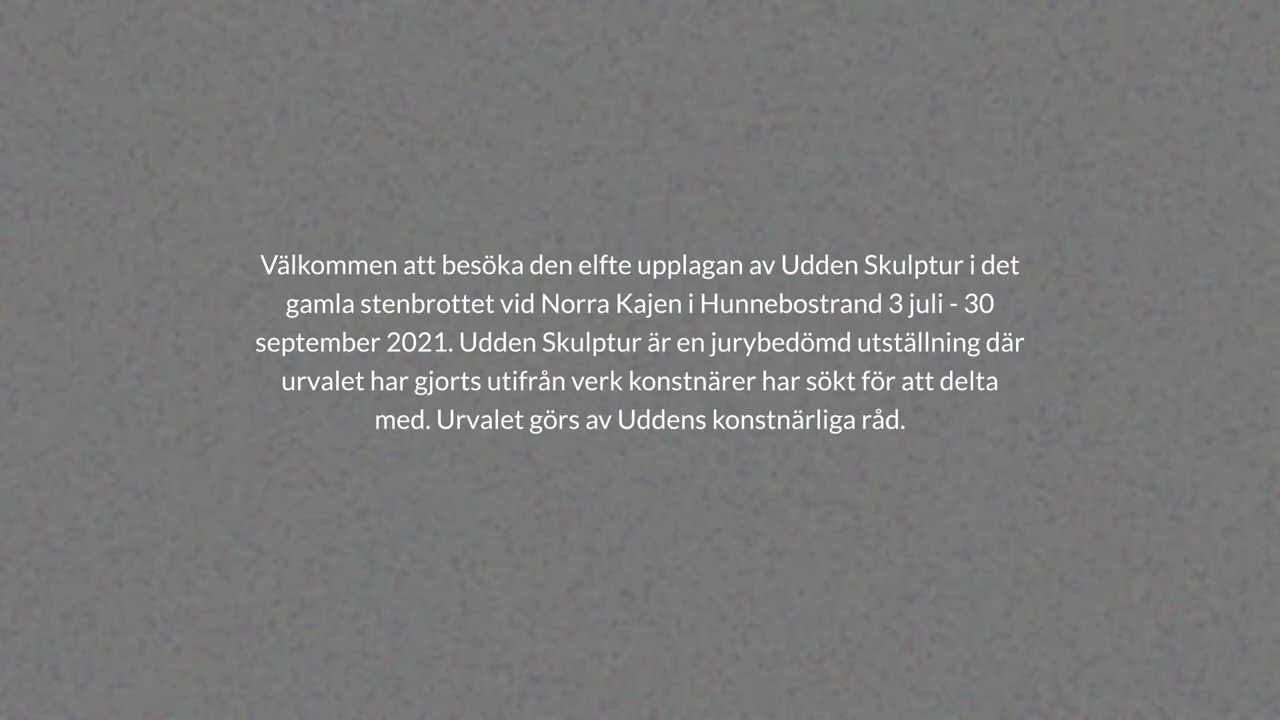 Välkommen att besöka den elfte upplagan av Udden Skulptur i det
gamla stenbrottet vid Norra Kajen i Hunnebostrand 3 juli - 30
september 2021. Udden Skulptur är en jurybedömd utställning där
urvalet har gjorts utifrån verk konstnärer har sökt för att delta
med. Urvalet görs av Uddens konstnärliga råd.